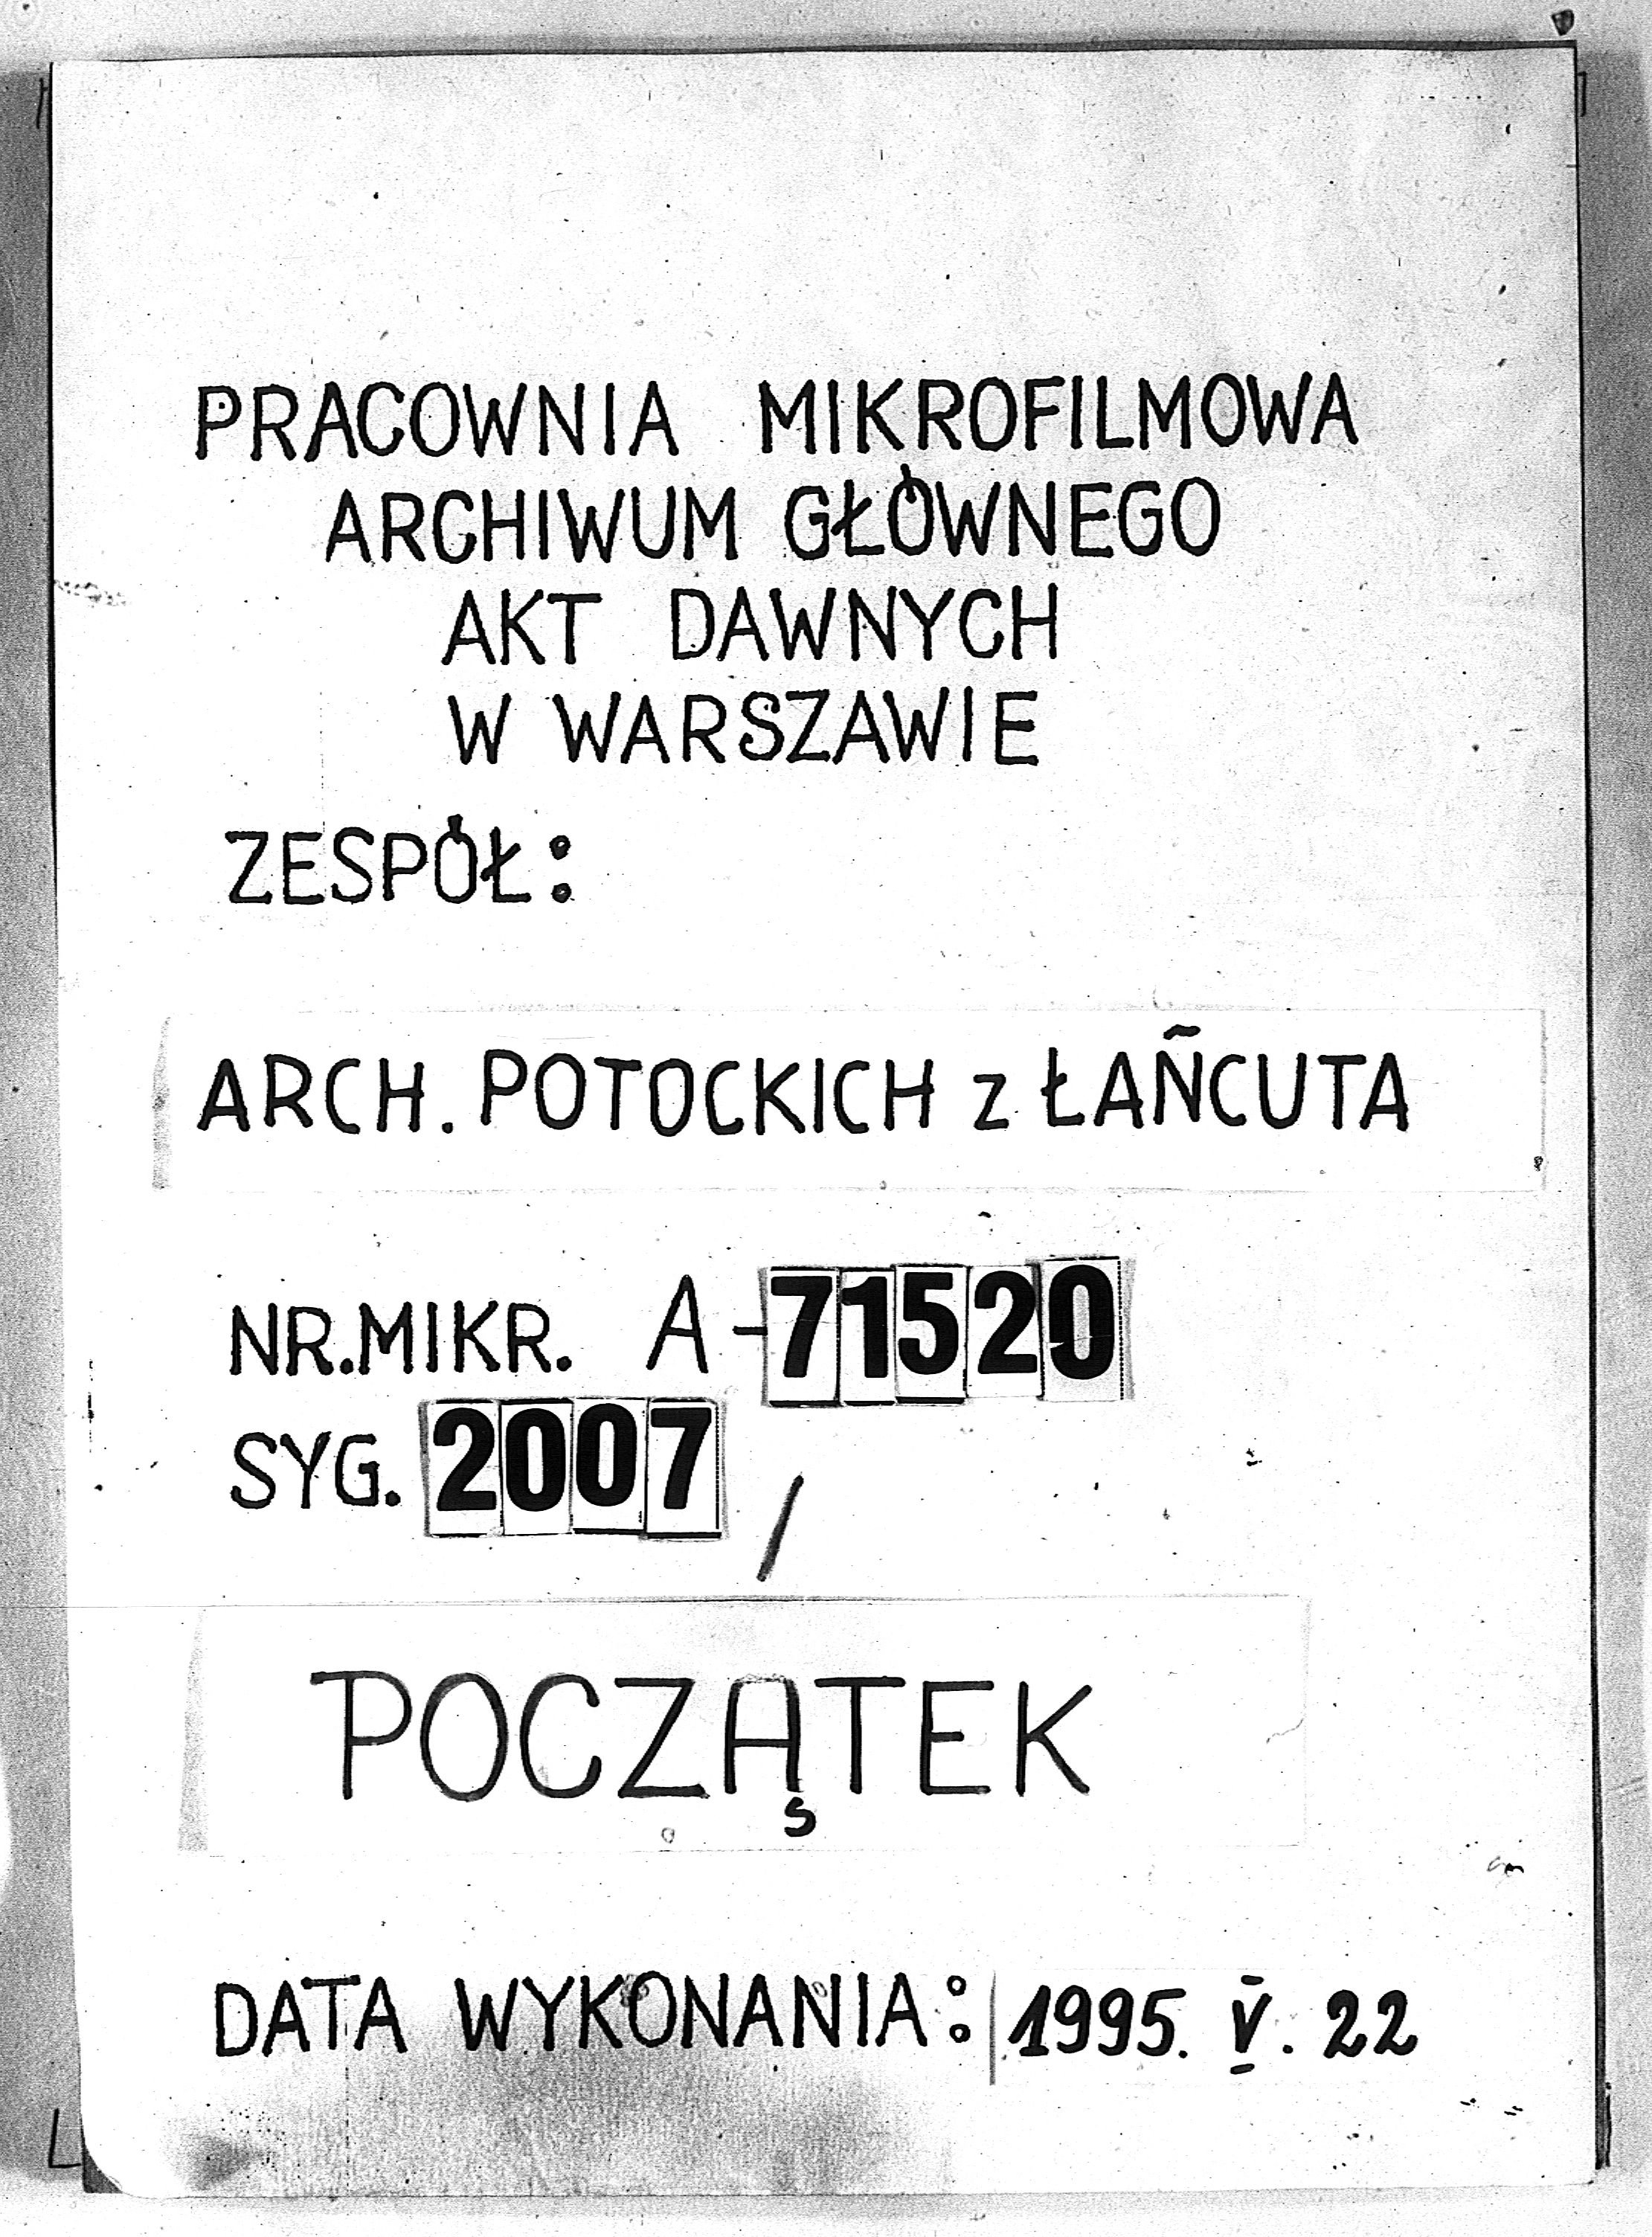 PRACOWNIA MIKROFILMOWA
ARCHIWUM GŁÓWNEGO
AKT DAWNYCH
W WARSZAWIE
ZESPÓŁ:
ARCH. POTOCKICH z ŁAŃCUTA
NR.MIKR. A-71520
SYG. 2007 /
POCZĄTEK
DATA WYKONANIA: 1995. V. 22